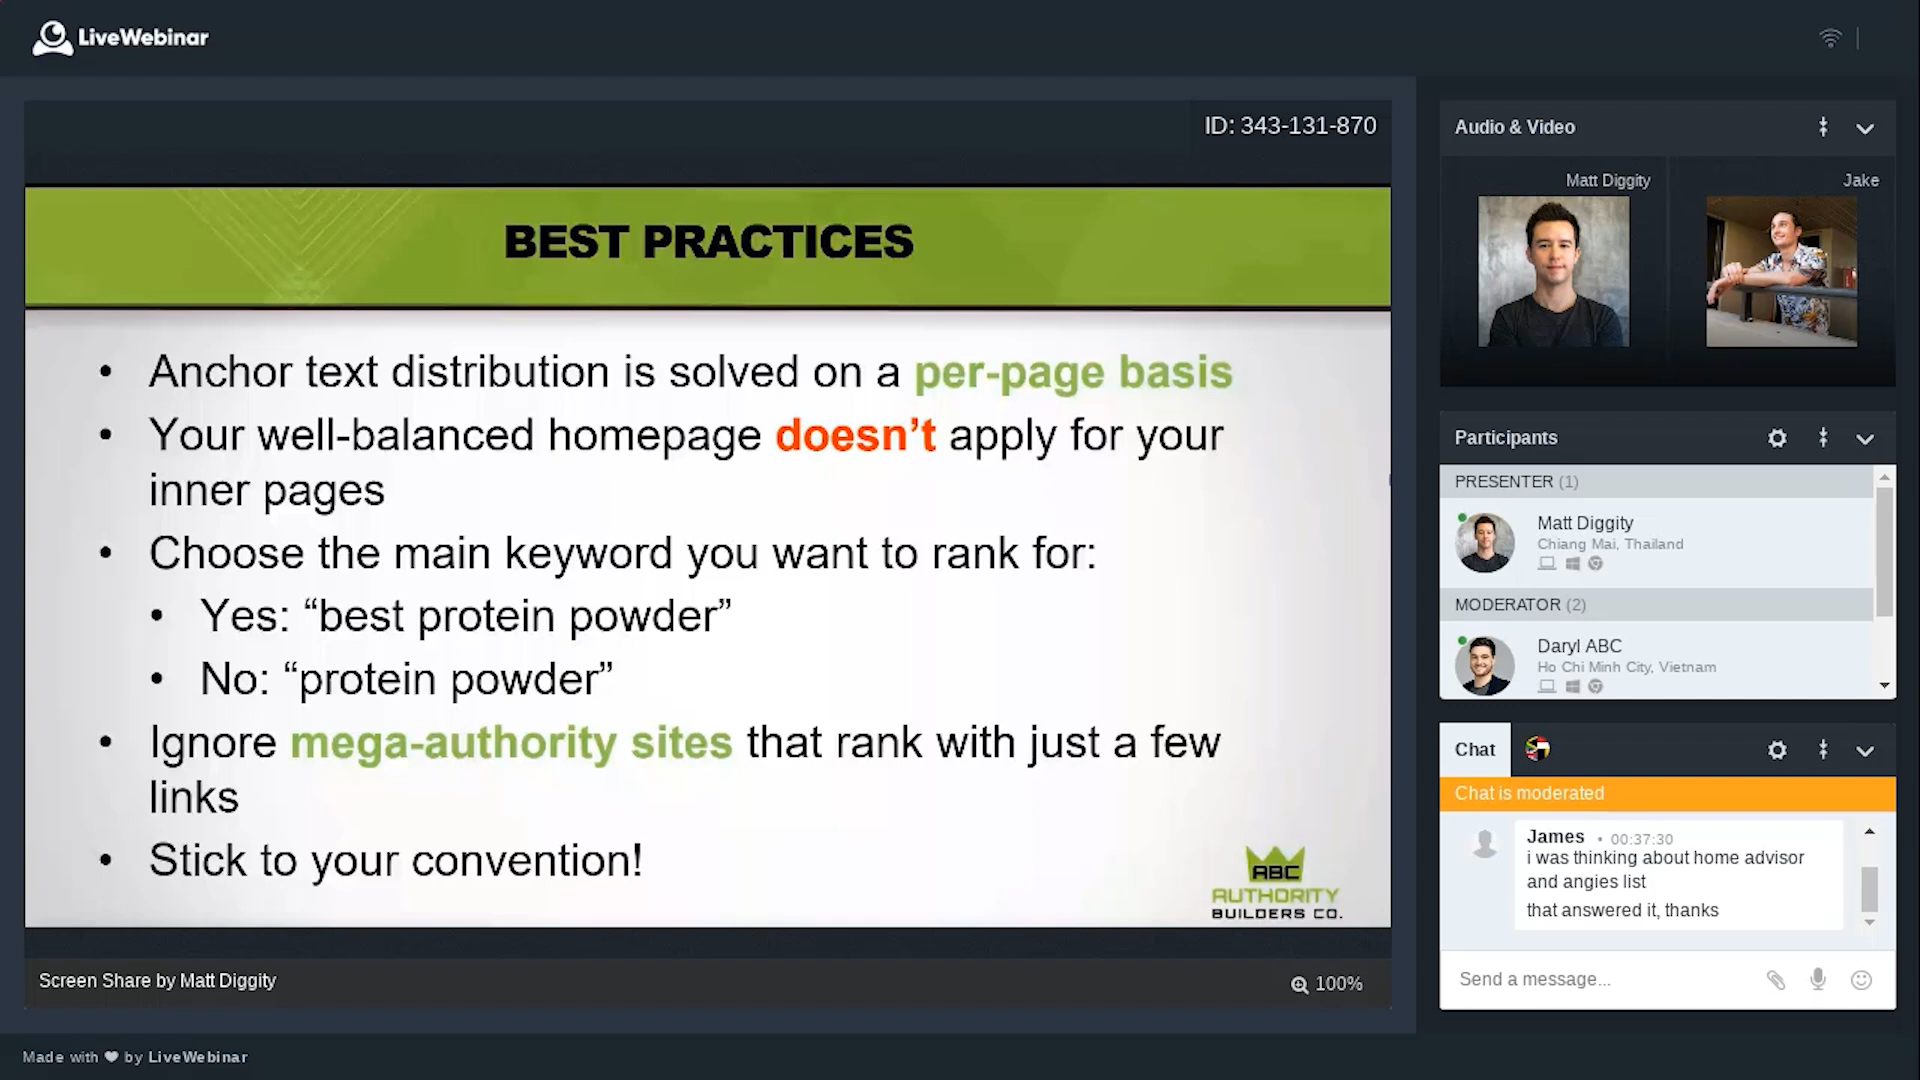 LiveWebinar
ID: 343-131-870
BEST PRACTICES
• Anchor text distribution is solved on a per-page basis
• Your well-balanced homepage doesn’t apply for your
inner pages
• Choose the main keyword you want to rank for:
• Yes: “best protein powder”
• No: “protein powder”
• Ignore mega-authority sites that rank with just a few
links
• Stick to your convention!
ABC
AUTHORITY
BUILDERS CO.
Screen Share by Matt Diggity
100%
Audio & Video
Matt Diggity
Jake
Participants
PRESENTER (1)
Matt Diggity
Chiang Mai, Thailand
MODERATOR (2)
Daryl ABC
Ho Chi Minh City, Vietnam
Chat
Chat is moderated
James • 00:37:30
i was thinking about home advisor
and angies list
that answered it, thanks
Send a message...
Made with ❤ by LiveWebinar